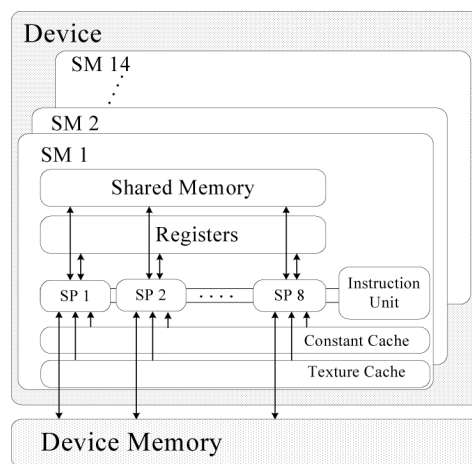 Device
SM 14
SM 2
SM 1
Shared Memory
Registers
SP 1
SP 2
. . . .
SP 8
Instruction
Unit
Constant Cache
Texture Cache
Device Memory